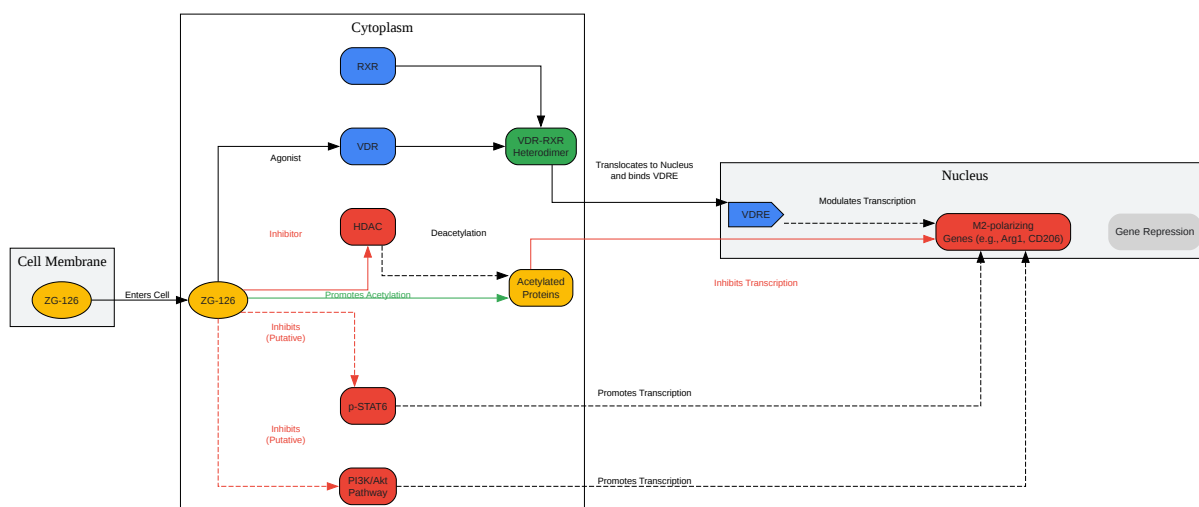 Cytoplasm
RXR
VDR
VDR-RXR
Heterodimer
Agonist
Translocates to Nucleus
and binds VDRE
Nucleus
VDRE
Modulates Transcription
M2-polarizing
Genes (e.g., Arg1, CD206)
Gene Repression
HDAC
Inhibitor
Deacetylation
Cell Membrane
ZG-126
Enters Cell
ZG-126
Promotes Acetylation
Acetylated
Proteins
Inhibits Transcription
Inhibits
(Putative)
p-STAT6
Promotes Transcription
Inhibits
(Putative)
PI3K/Akt
Pathway
Promotes Transcription